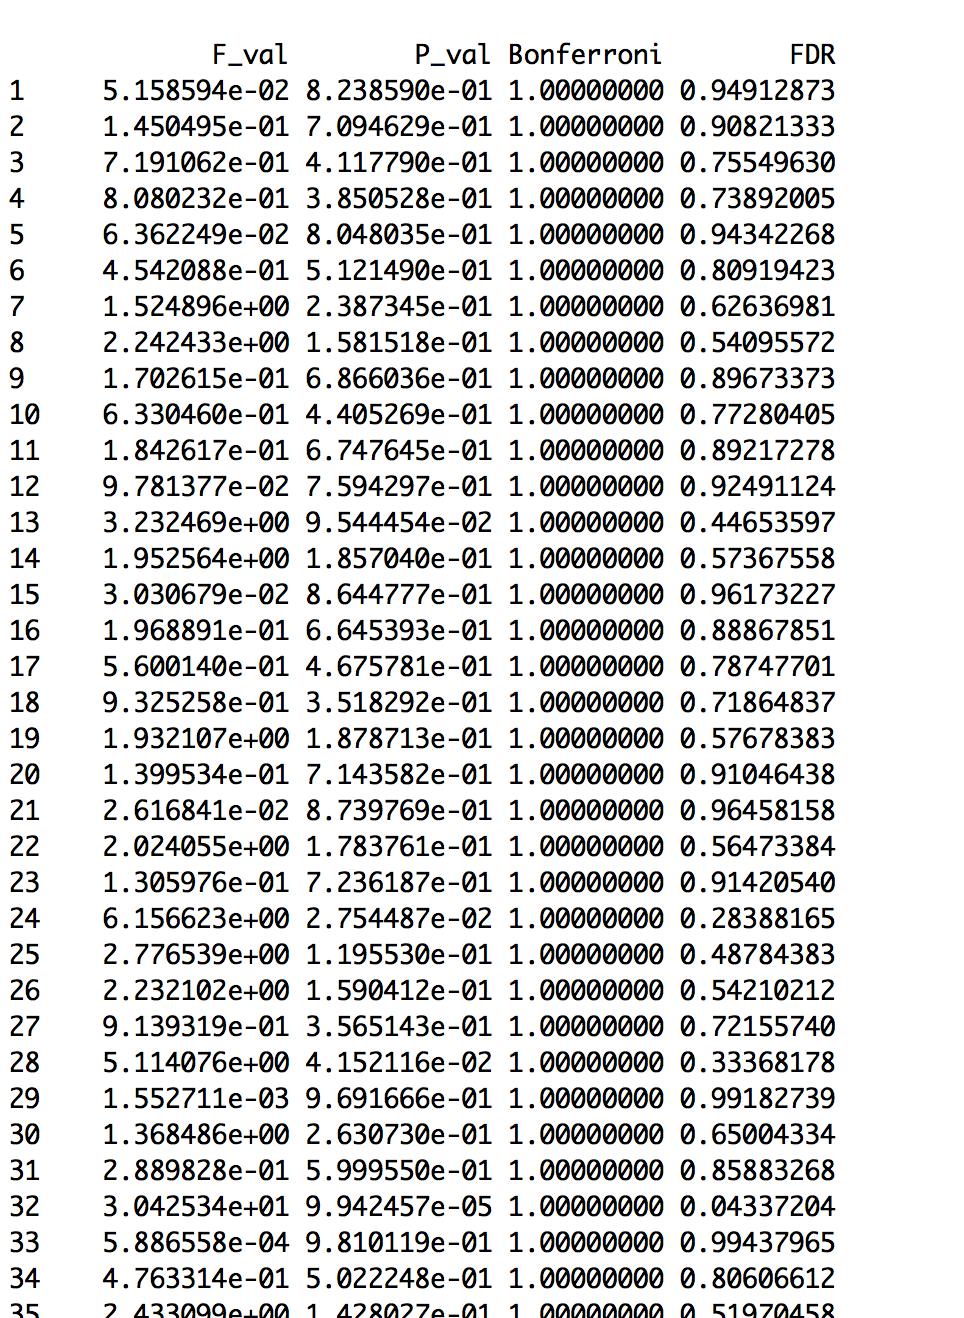 F_val P_val Bonferroni FDR
1 5.158594e-02 8.238590e-01 1.00000000 0.94912873
2 1.450495e-01 7.094629e-01 1.00000000 0.90821333
3 7.191062e-01 4.117790e-01 1.00000000 0.75549630
4 8.080232e-01 3.850528e-01 1.00000000 0.73892005
5 6.362249e-02 8.048035e-01 1.00000000 0.94342268
6 4.542088e-01 5.121490e-01 1.00000000 0.80919423
7 1.524896e+00 2.387345e-01 1.00000000 0.62636981
8 2.242433e+00 1.581518e-01 1.00000000 0.54095572
9 1.702615e-01 6.866036e-01 1.00000000 0.89673373
10 6.330460e-01 4.405269e-01 1.00000000 0.77280405
11 1.842617e-01 6.747645e-01 1.00000000 0.89217278
12 9.781377e-02 7.594297e-01 1.00000000 0.92491124
13 3.232469e+00 9.544454e-02 1.00000000 0.44653597
14 1.952564e+00 1.857040e-01 1.00000000 0.57367558
15 3.030679e-02 8.644777e-01 1.00000000 0.96173227
16 1.968891e-01 6.645393e-01 1.00000000 0.88867851
17 5.600140e-01 4.675781e-01 1.00000000 0.78747701
18 9.325258e-01 3.518292e-01 1.00000000 0.71864837
19 1.932107e+00 1.878713e-01 1.00000000 0.57678383
20 1.399534e-01 7.143582e-01 1.00000000 0.91046438
21 2.616841e-02 8.739769e-01 1.00000000 0.96458158
22 2.024055e+00 1.783761e-01 1.00000000 0.56473384
23 1.305976e-01 7.236187e-01 1.00000000 0.91420540
24 6.156623e+00 2.754487e-02 1.00000000 0.28388165
25 2.776539e+00 1.195530e-01 1.00000000 0.48784383
26 2.232102e+00 1.590412e-01 1.00000000 0.54210212
27 9.139319e-01 3.565143e-01 1.00000000 0.72155740
28 5.114076e+00 4.152116e-02 1.00000000 0.33368178
29 1.552711e-03 9.691666e-01 1.00000000 0.99182739
30 1.368486e+00 2.630730e-01 1.00000000 0.65004334
31 2.889828e-01 5.999550e-01 1.00000000 0.85883268
32 3.042534e+01 9.942457e-05 1.00000000 0.04337204
33 5.886558e-04 9.810119e-01 1.00000000 0.99437965
34 4.763314e-01 5.022248e-01 1.00000000 0.80606612
35 2.433099e+00 1.428027e-01 1.00000000 0.51970458